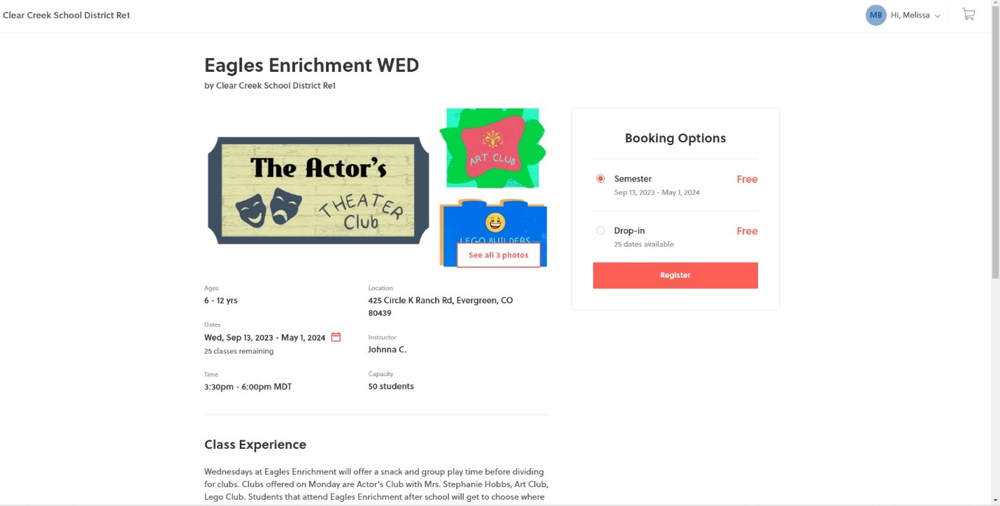 Clear Creek School District Re1
MB
Hi, Melissa
Eagles Enrichment WED
by Clear Creek School District Re1
The Actor's
THEATER
Club
ART CLUB
LEGO BUILDERS
See all 3 photos
Booking Options
Semester
Free
Sep 13, 2023 - May 1, 2024
Drop-in
Free
25 dates available
Register
Ages
6 - 12 yrs
Dates
Wed, Sep 13, 2023 - May 1, 2024
25 classes remaining
Time
3:30pm - 6:00pm MDT
Location
425 Circle K Ranch Rd, Evergreen, CO
80439
Instructor
Johnna C.
Capacity
50 students
Class Experience
Wednesdays at Eagles Enrichment will offer a snack and group play time before dividing
for clubs. Clubs offered on Monday are Actor's Club with Mrs. Stephanie Hobbs, Art Club,
Lego Club. Students that attend Eagles Enrichment after school will get to choose where